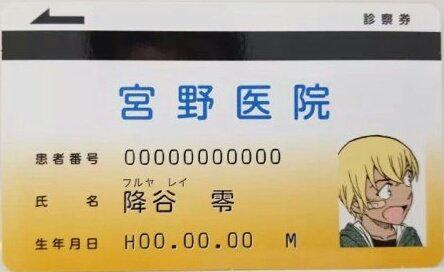 診察券
宮野医院
患者番号 00000000000
フルヤ レイ
氏 名 降谷 零
生年月日 H00.00.00 M